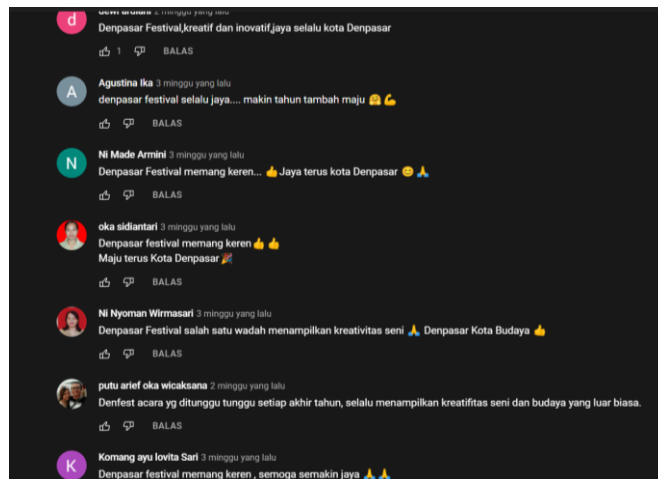 d
dewi ardiani 2 minggu yang lalu
Denpasar Festival,kreatif dan inovatif,jaya selalu kota Denpasar
1 BALAS
A
Agustina Ika 3 minggu yang lalu
denpasar festival selalu jaya.... makin tahun tambah maju 🤗 💪
BALAS
N
Ni Made Armini 3 minggu yang lalu
Denpasar Festival memang keren... 👍 Jaya terus kota Denpasar 😊 🙏
BALAS
oka sidiantari 3 minggu yang lalu
Denpasar festival memang keren 👍 👍
Maju terus Kota Denpasar 🎉
BALAS
Ni Nyoman Wirmasari 3 minggu yang lalu
Denpasar Festival salah satu wadah menampilkan kreativitas seni 🙏 Denpasar Kota Budaya 👍
BALAS
putu arief oka wicaksana 2 minggu yang lalu
Denfest acara yg ditunggu tunggu setiap akhir tahun, selalu menampilkan kreatifitas seni dan budaya yang luar biasa.
BALAS
K
Komang ayu lovita Sari 3 minggu yang lalu
Denpasar festival memang keren , semoga semakin jaya 🙏 🙏